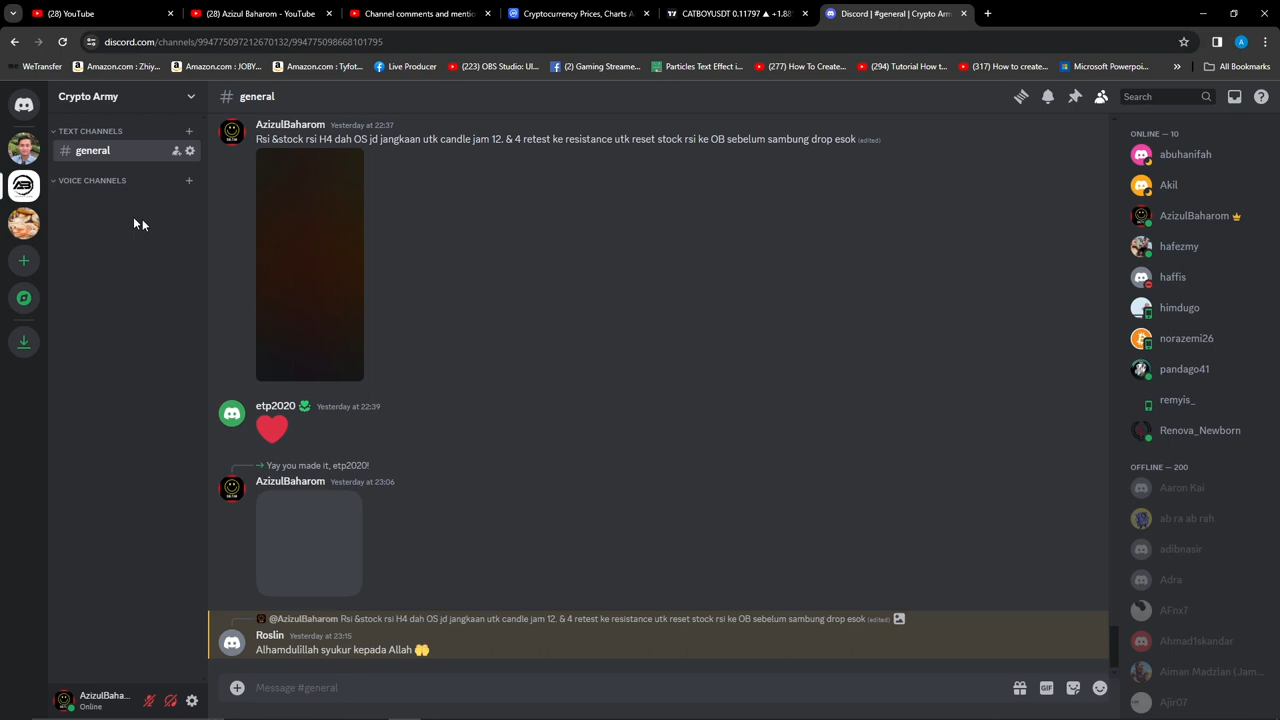 (28) YouTube
(28) Azizul Baharom - YouTube
Channel comments and mentio
Cryptocurrency Prices, Charts A
CATBOYUSDT 0.11797 ▲ +1.8
Discord | #general | Crypto Arm
discord.com/channels/994775097212670132/994775098668101795
WeTransfer
Amazon.com : Zhiy...
Amazon.com : JOBY...
Amazon.com : Tyfot...
Live Producer
(223) OBS Studio: Ul...
(2) Gaming Streame...
Particles Text Effect i...
(277) How To Create...
(294) Tutorial How t...
(317) How to create...
Microsoft Powerpoi...
»
All Bookmarks
Crypto Army
# general
Search
TEXT CHANNELS
# general
VOICE CHANNELS
AzizulBaharom Yesterday at 22:37
Rsi &stock rsi H4 dah OS jd jangkaan utk candle jam 12. & 4 retest ke resistance utk reset stock rsi ke OB sebelum sambung drop esok (edited)
etp2020 Yesterday at 22:39
Yay you made it, etp2020!
AzizulBaharom Yesterday at 23:06
@AzizulBaharom Rsi &stock rsi H4 dah OS jd jangkaan utk candle jam 12. & 4 retest ke resistance utk reset stock rsi ke OB sebelum sambung drop esok (edited)
Roslin Yesterday at 23:15
Alhamdulillah syukur kepada Allah 🤲
Message #general
GIF
AzizulBaha...
Online
ONLINE — 10
abuhanifah
Akil
AzizulBaharom
hafezmy
haffis
himdugo
norazemi26
pandago41
remyis_
Renova_Newborn
OFFLINE — 200
Aaron Kai
ab ra ab rah
adibnasir
Adra
AFnx7
Ahmad1skandar
Aiman Madzlan (Jam...
Ajir07